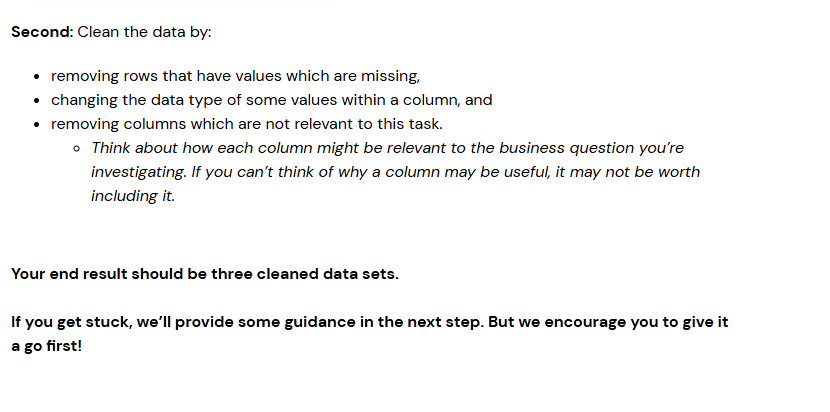 Second: Clean the data by:
• removing rows that have values which are missing,
• changing the data type of some values within a column, and
• removing columns which are not relevant to this task.
◦ Think about how each column might be relevant to the business question you’re
investigating. If you can’t think of why a column may be useful, it may not be worth
including it.
Your end result should be three cleaned data sets.
If you get stuck, we’ll provide some guidance in the next step. But we encourage you to give it
a go first!